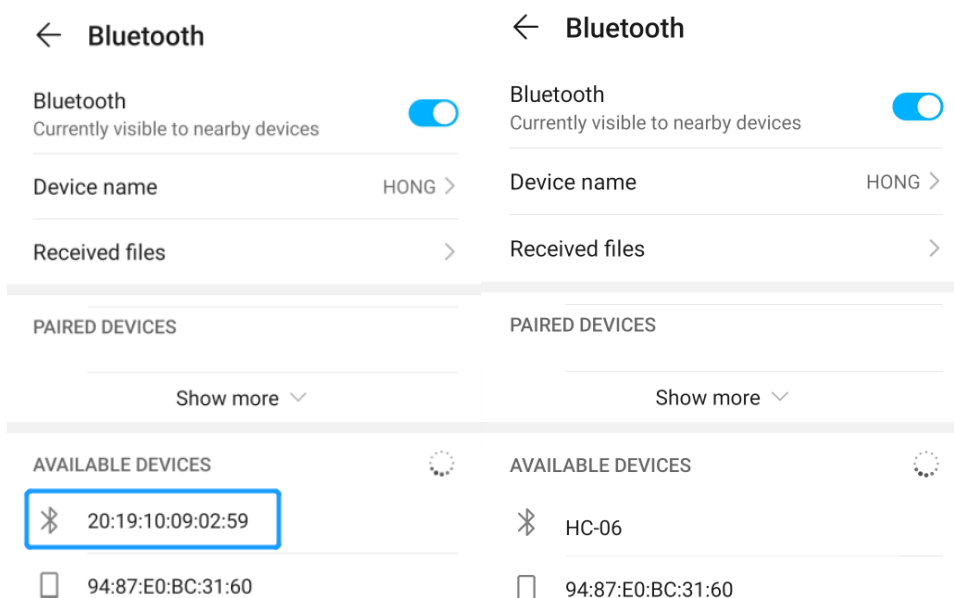 Bluetooth
Bluetooth
Currently visible to nearby devices
Device name HONG
Received files
PAIRED DEVICES
Show more
AVAILABLE DEVICES
20:19:10:09:02:59
94:87:E0:BC:31:60
Bluetooth
Bluetooth
Currently visible to nearby devices
Device name HONG
Received files
PAIRED DEVICES
Show more
AVAILABLE DEVICES
HC-06
94:87:E0:BC:31:60